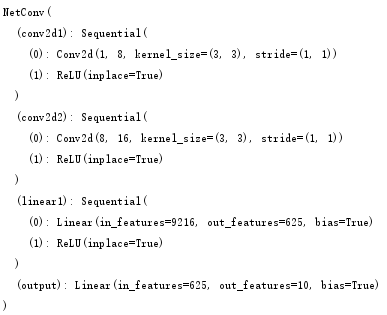 NetConv(
  (conv2d1): Sequential(
    (0): Conv2d(1, 8, kernel_size=(3, 3), stride=(1, 1))
    (1): ReLU(inplace=True)
  )
  (conv2d2): Sequential(
    (0): Conv2d(8, 16, kernel_size=(3, 3), stride=(1, 1))
    (1): ReLU(inplace=True)
  )
  (linear1): Sequential(
    (0): Linear(in_features=9216, out_features=625, bias=True)
    (1): ReLU(inplace=True)
  )
  (output): Linear(in_features=625, out_features=10, bias=True)
)